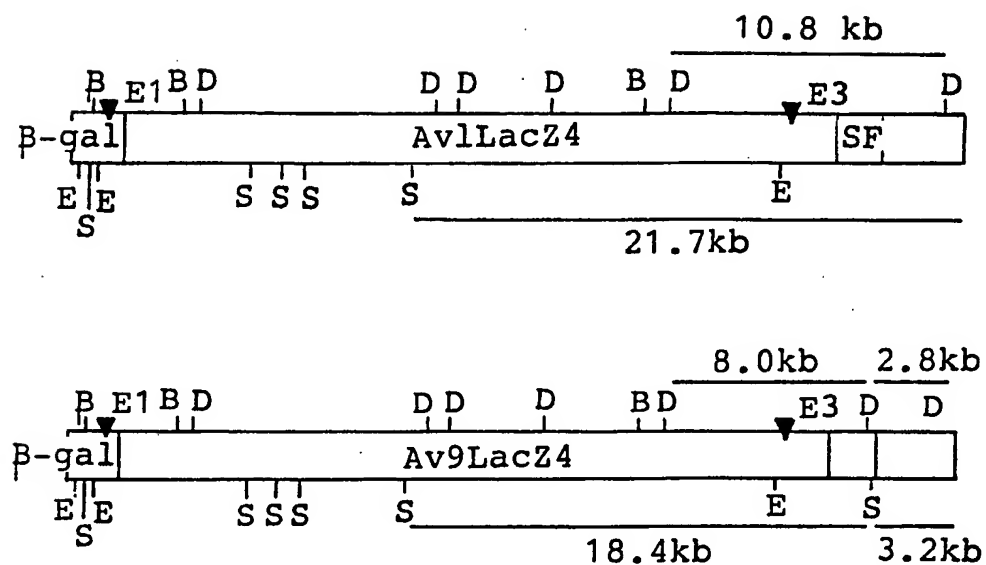 10.8 kb
B E1 B D D D D B D E3 D
β-gal Av1LacZ4 SF
E S E S S S S E
21.7kb
8.0kb 2.8kb
B E1 B D D D D B D E3 D D
β-gal Av9LacZ4
E S E S S S S E S
18.4kb 3.2kb